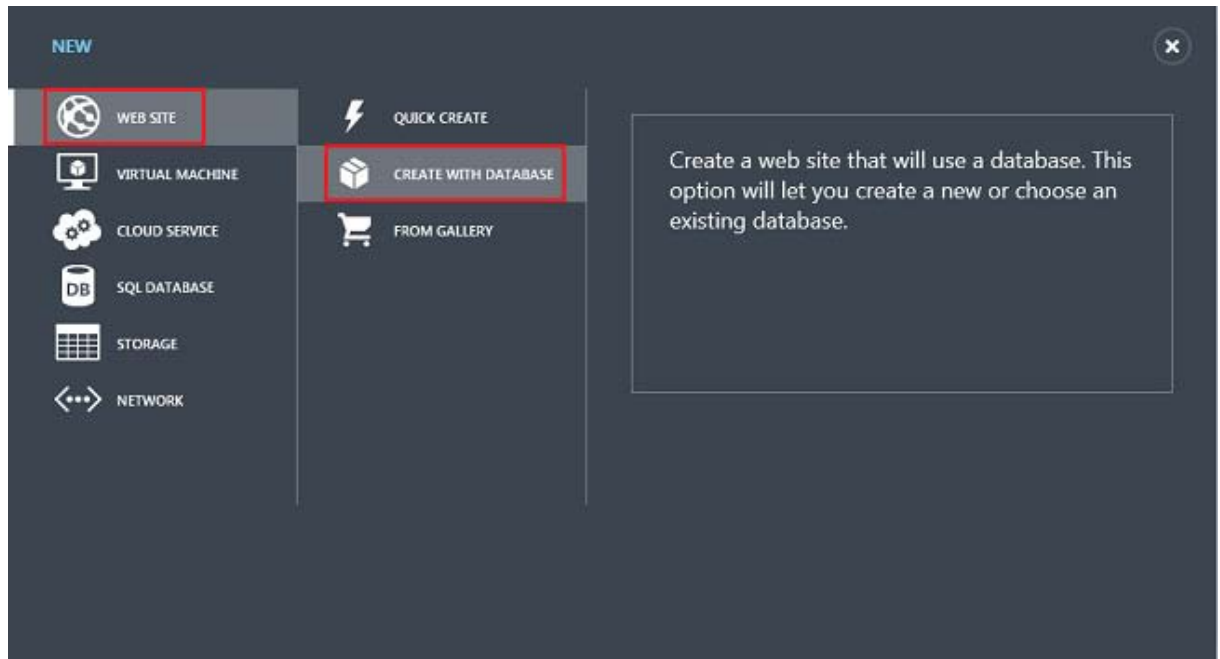 NEW
WEB SITE
VIRTUAL MACHINE
CLOUD SERVICE
DB
SQL DATABASE
STORAGE
NETWORK
QUICK CREATE
CREATE WITH DATABASE
FROM GALLERY
Create a web site that will use a database. This
option will let you create a new or choose an
existing database.